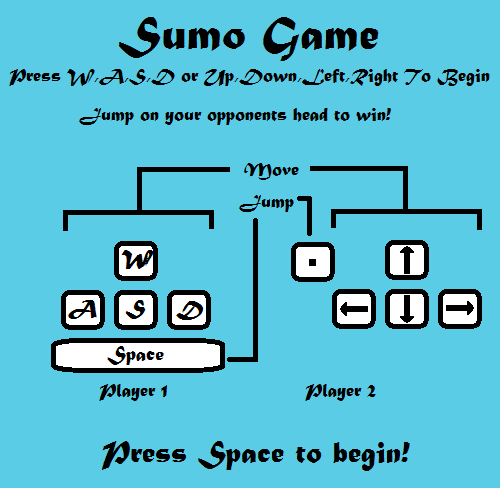 Sumo Game
Press W,A,S,D or Up,Down,Left,Right To Begin
Jump on your opponents head to win!
Move
Jump
W
A S D
Space
Player 1 Player 2
Press Space to begin!